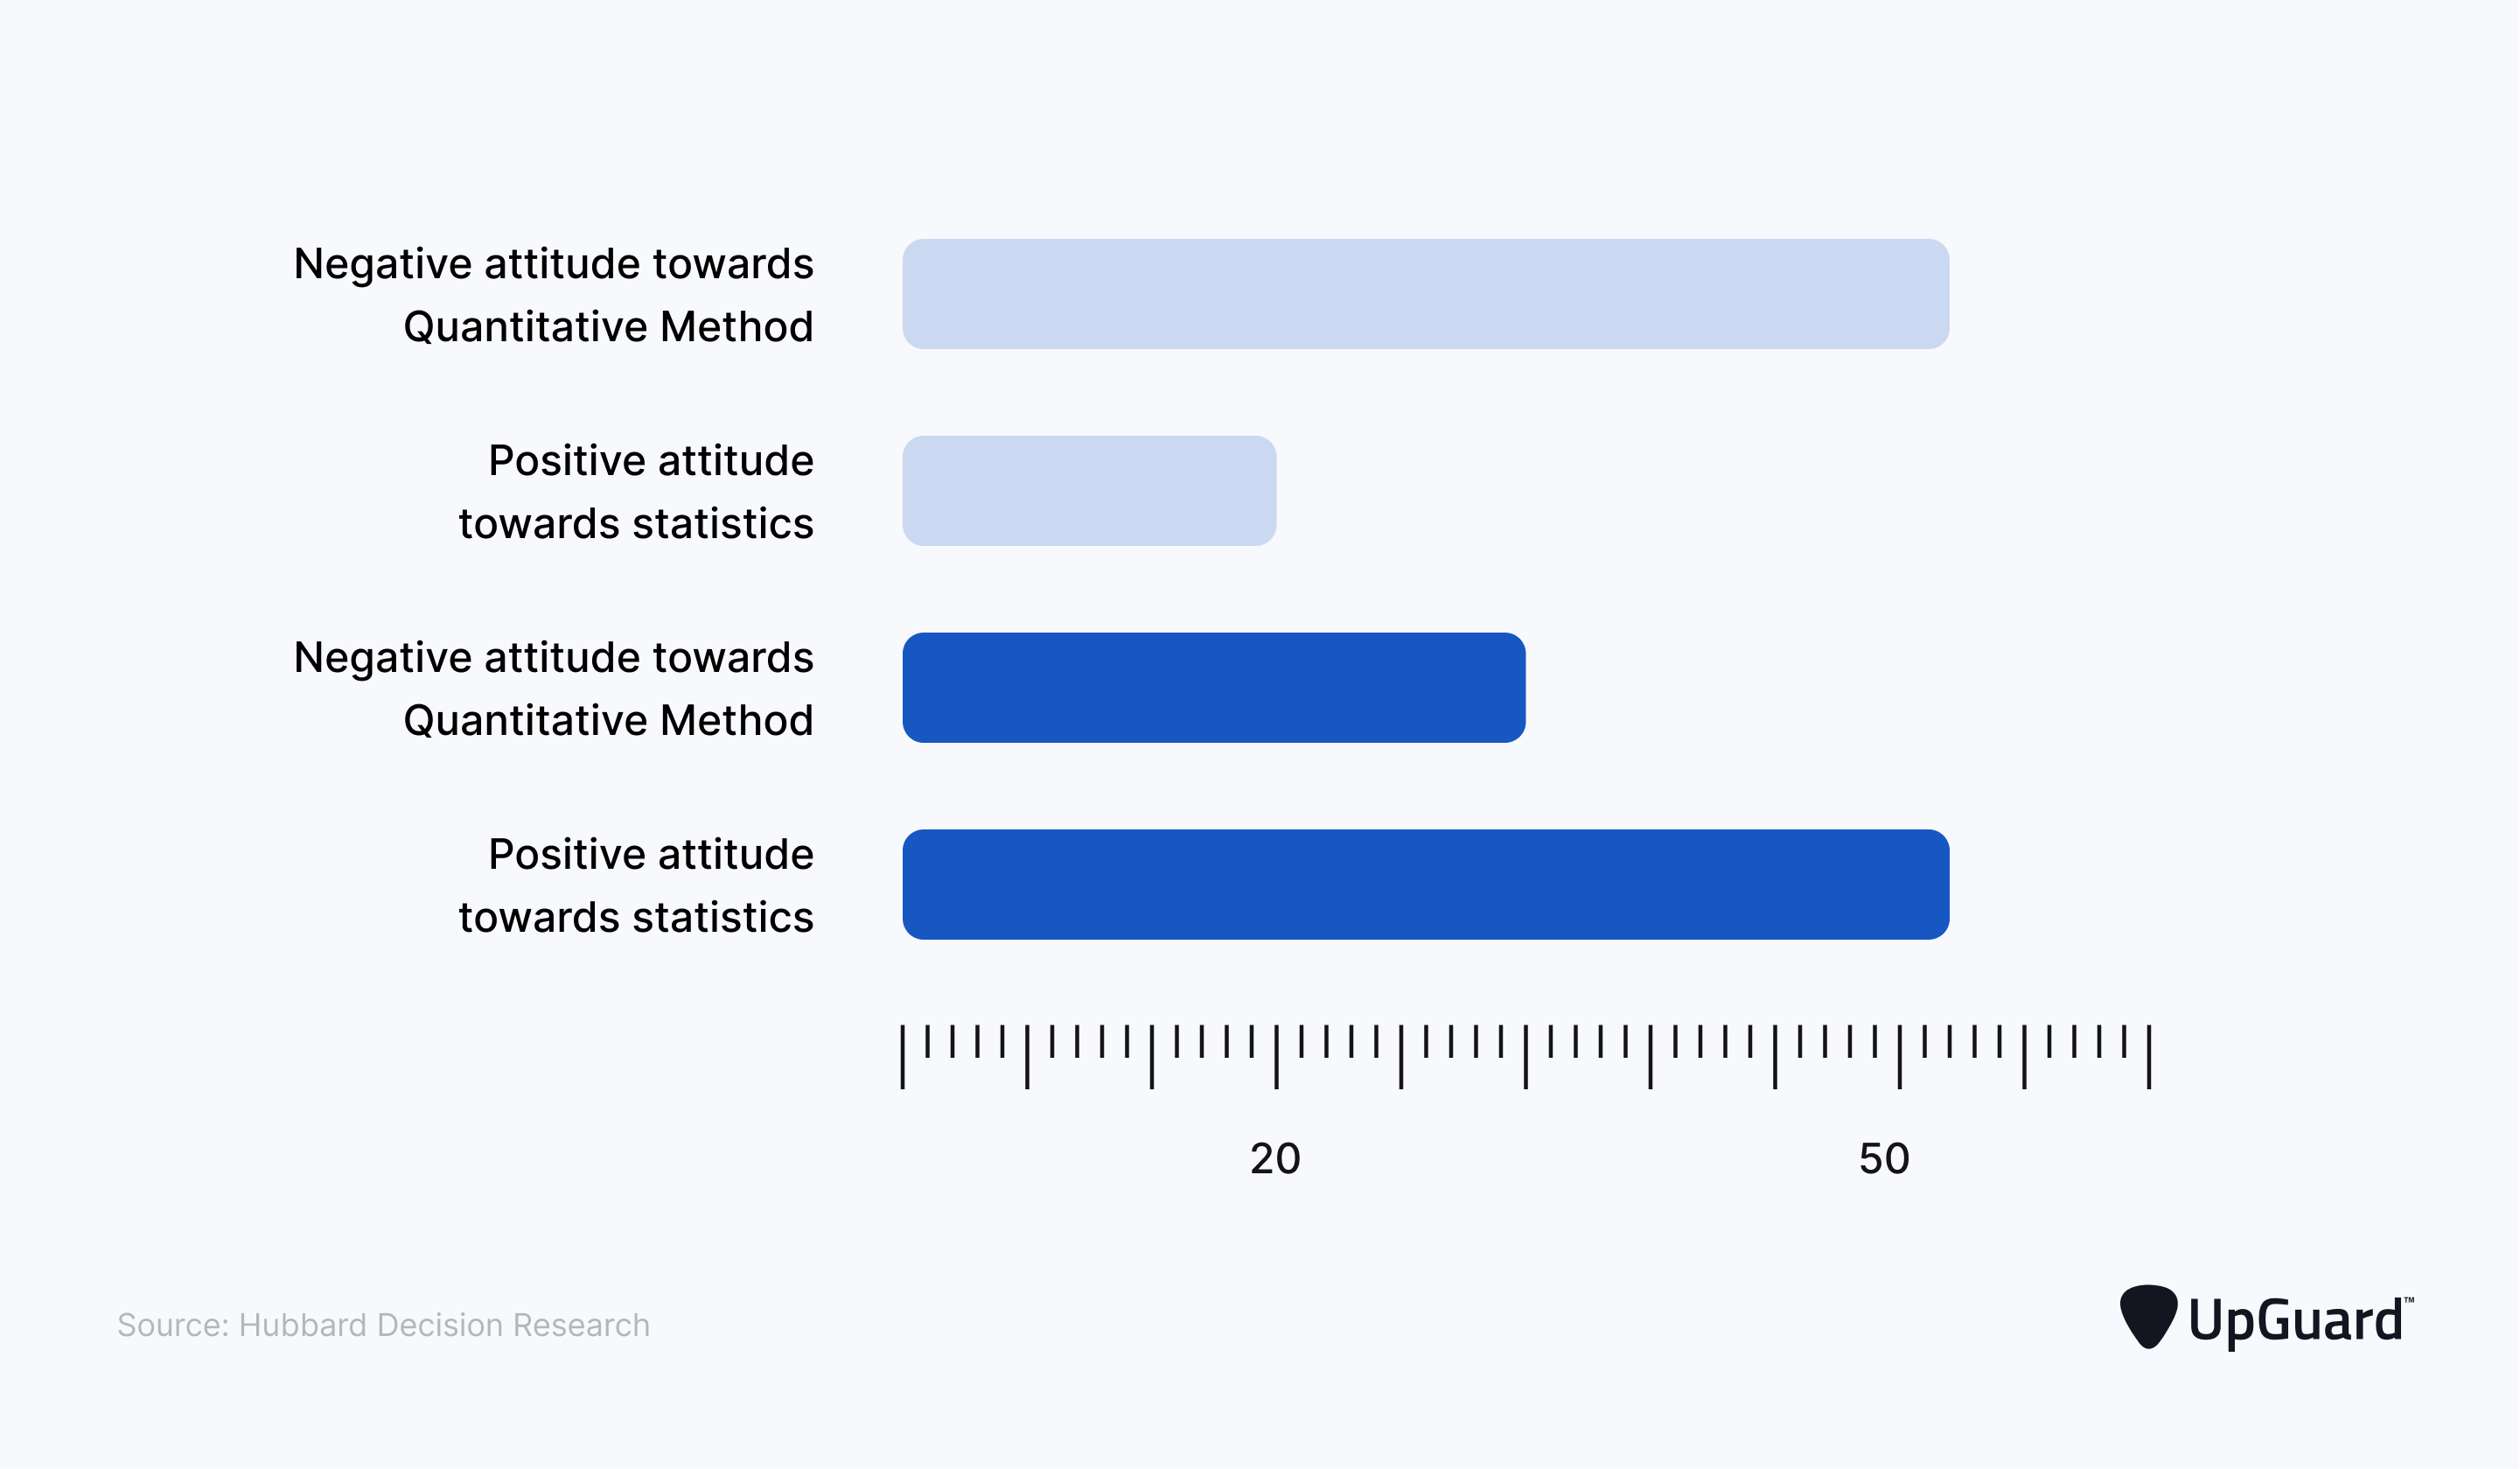 Negative attitude towards
Quantitative Method
Positive attitude
towards statistics
Negative attitude towards
Quantitative Method
Positive attitude
towards statistics
20
50
Source: Hubbard Decision Research
UpGuard™